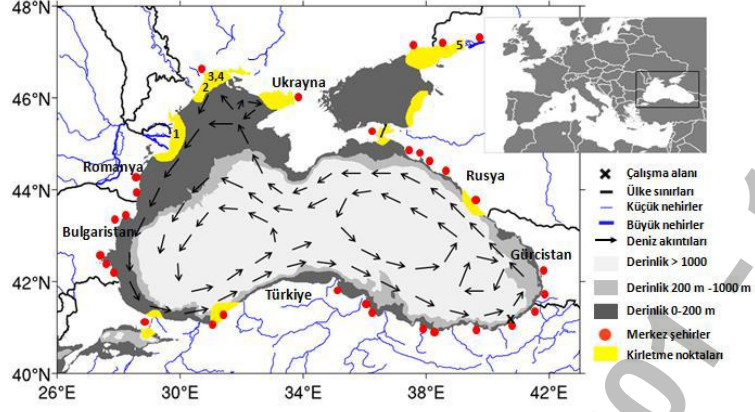 48°N
46°N
44°N
42°N
40°N
26°E
30°E
34°E
38°E
42°E
3,4
2
1
5
7
Ukrayna
Romanya
Rusya
Bulgaristan
Gürcistan
Türkiye
Çalışma alanı
Ülke sınırları
Küçük nehirler
Büyük nehirler
Deniz akıntıları
Derinlik > 1000
Derinlik 200 m -1000 m
Derinlik 0-200 m
Merkez şehirler
Kirletme noktaları